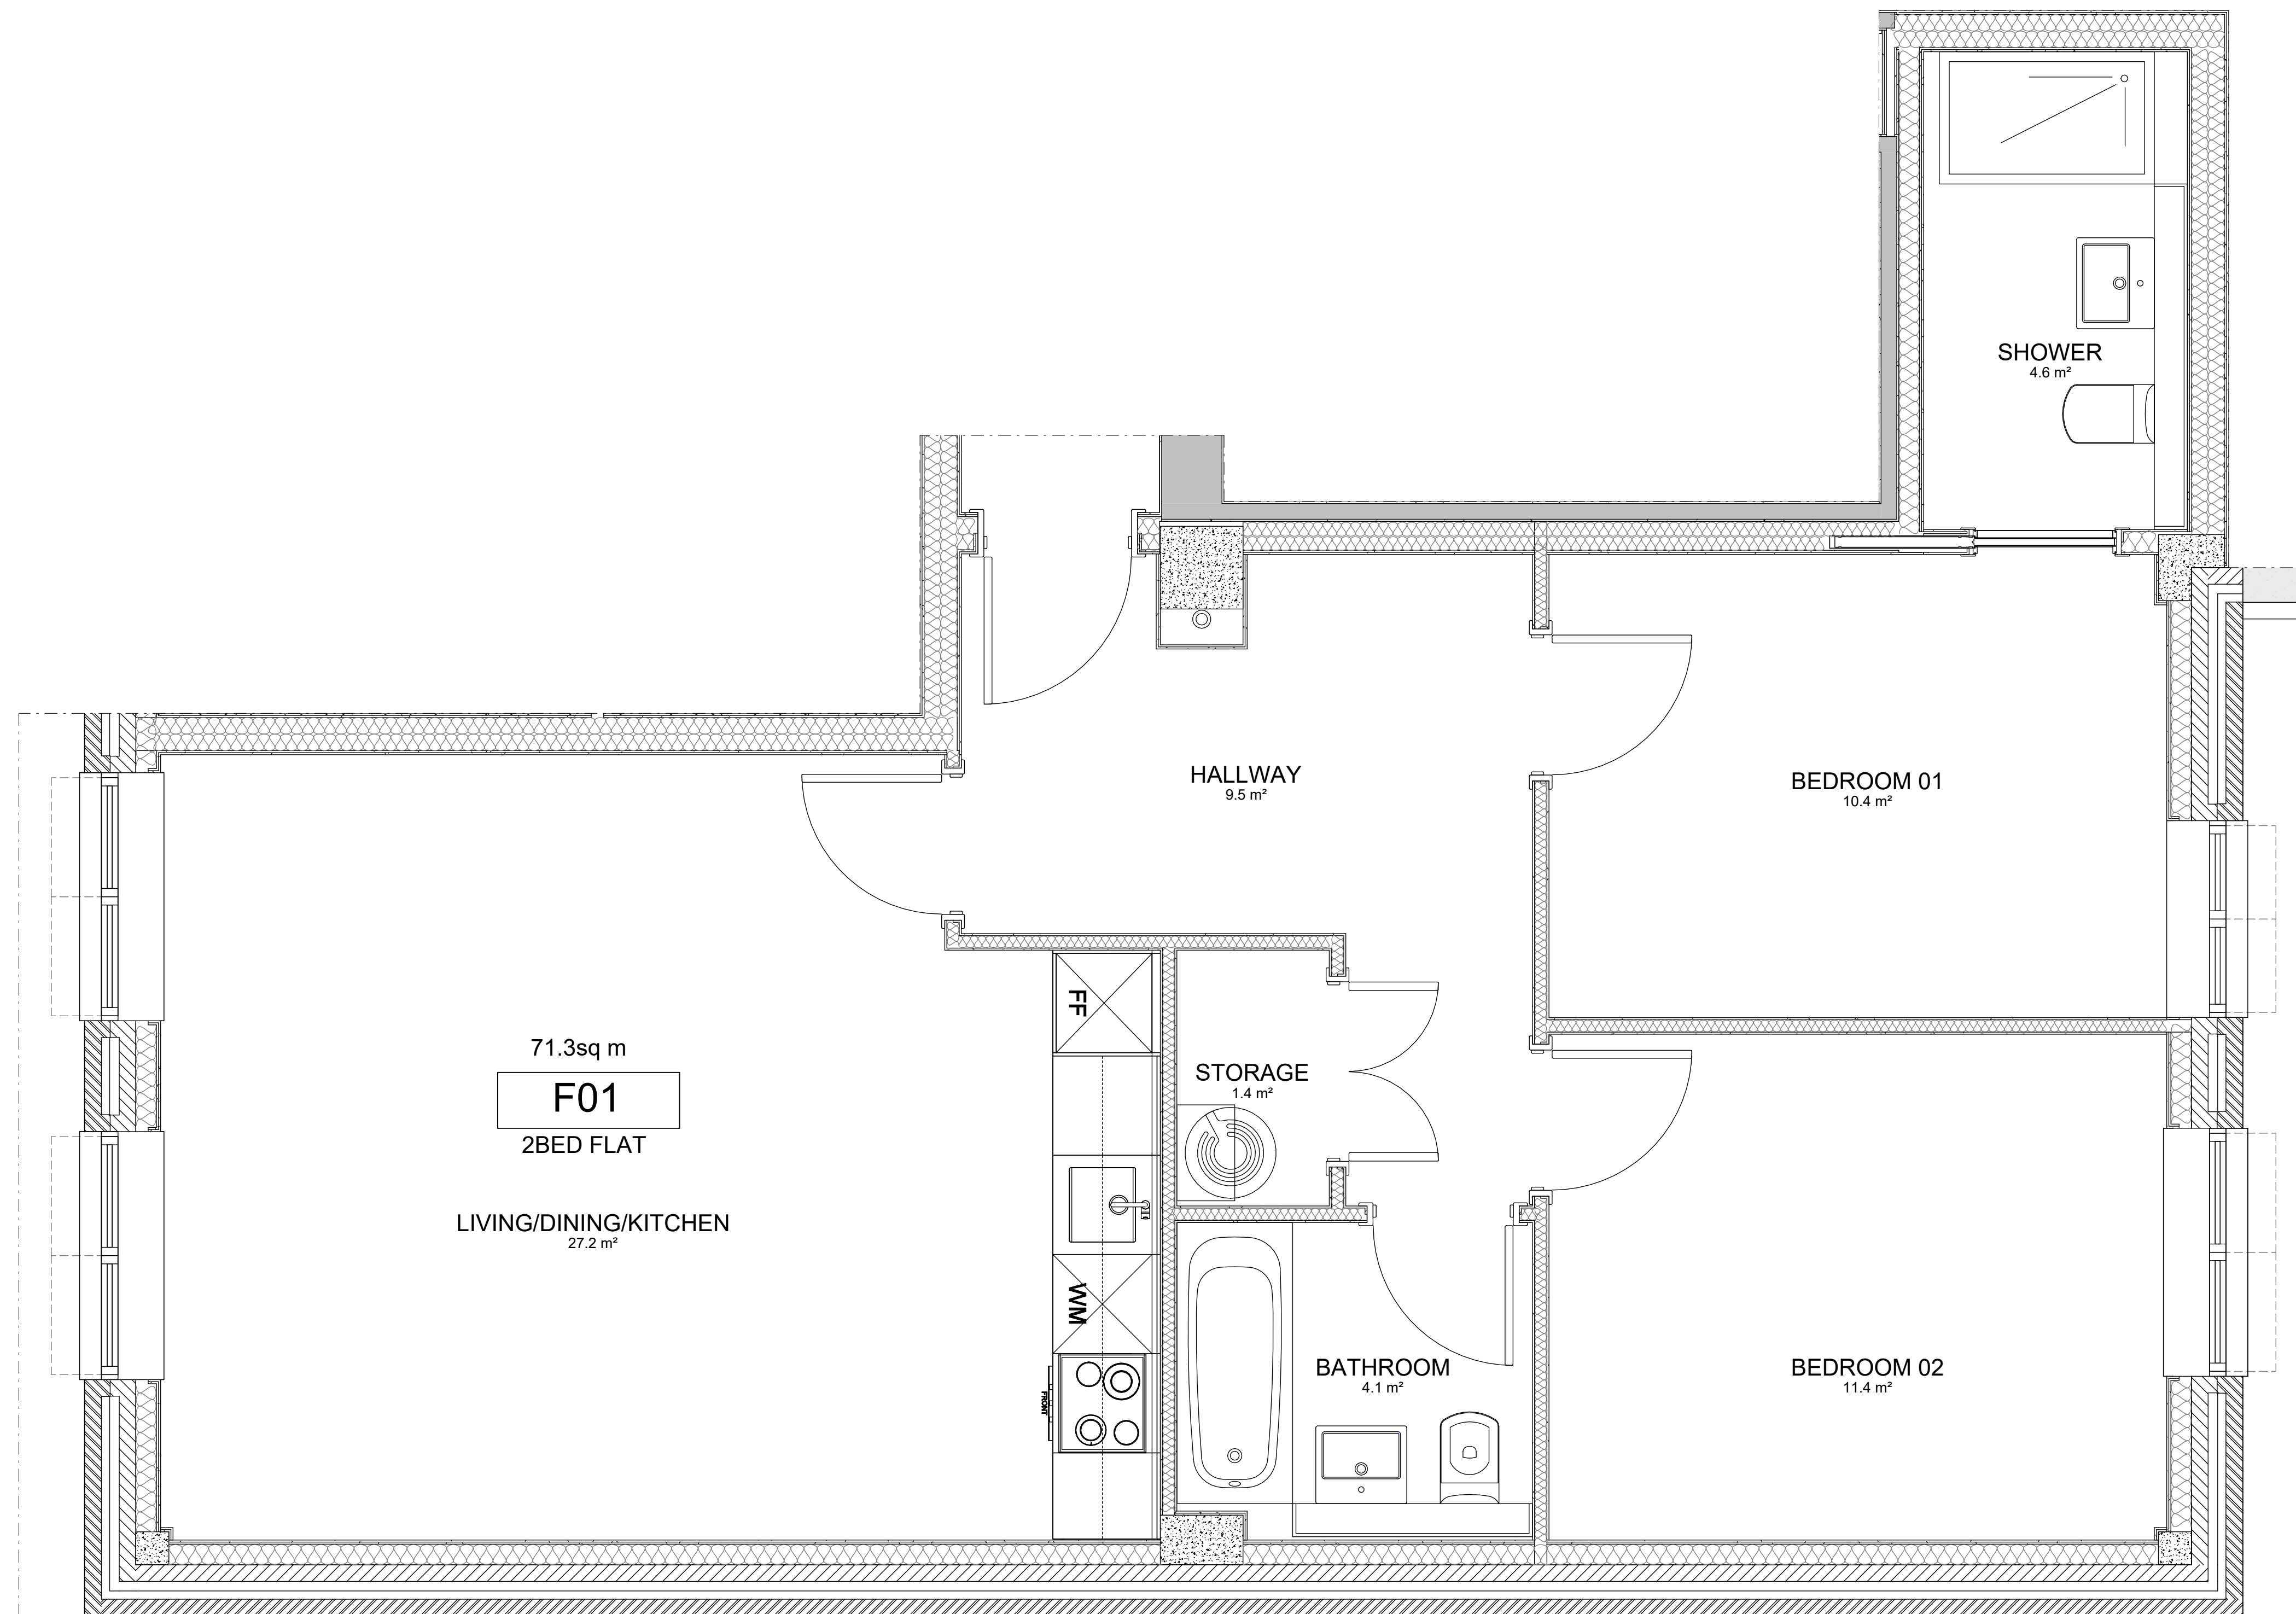 SHOWER
4.6 m²
HALLWAY
9.5 m²
BEDROOM 01
10.4 m²
FF
71.3sq m
F01
2BED FLAT
STORAGE
1.4 m²
LIVING/DINING/KITCHEN
27.2 m²
WM
BATHROOM
4.1 m²
BEDROOM 02
11.4 m²
FRONT